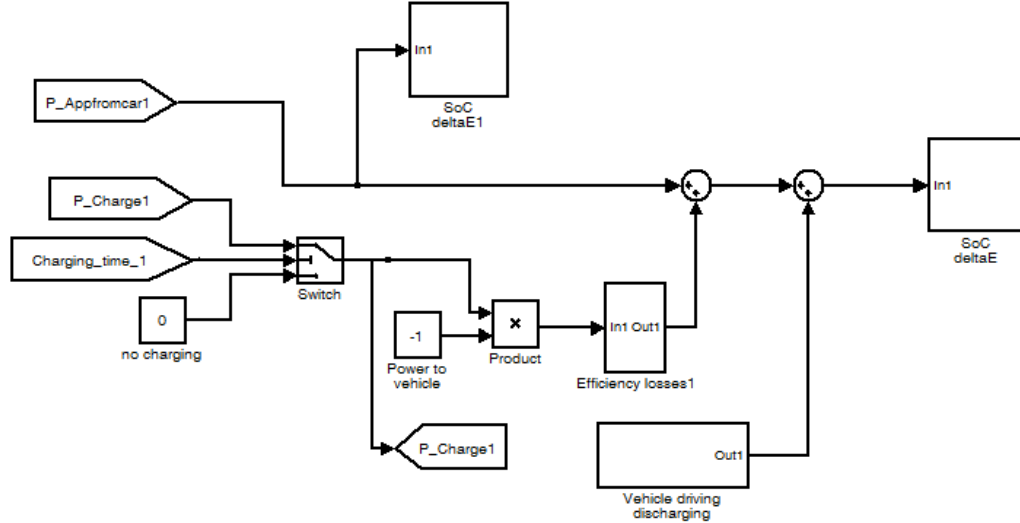 In1
SoC
deltaE1
P_Appfromcar1
In1
SoC
deltaE
P_Charge1
Charging_time_1
Switch
0
no charging
-1
Power to
vehicle
×
Product
In1 Out1
Efficiency losses1
P_Charge1
Out1
Vehicle driving
discharging